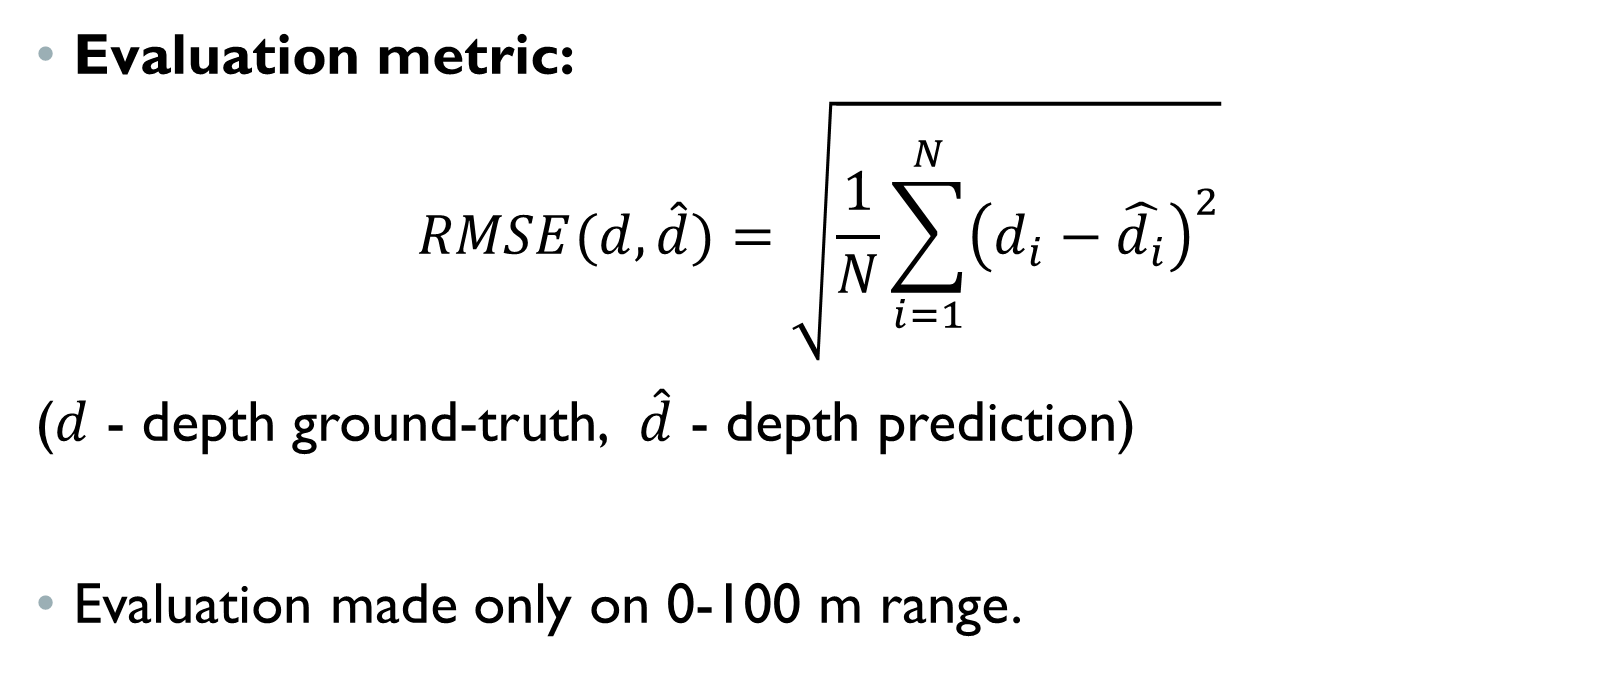 • Evaluation metric:
RMSE(d, d̂) = √(1/N ∑_{i=1}^{N} (d_i − d̂_i)²)
(d - depth ground-truth, d̂ - depth prediction)
• Evaluation made only on 0-100 m range.